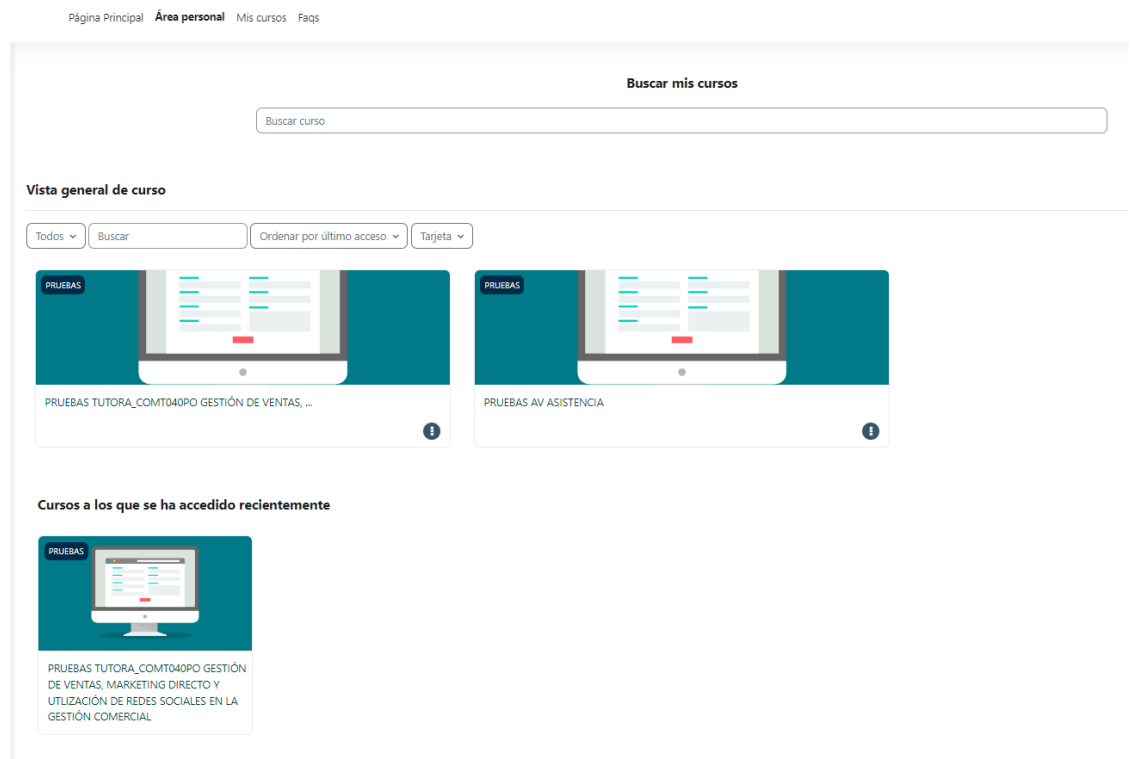 Página Principal Área personal Mis cursos Faqs
Buscar mis cursos
Buscar curso
Vista general de curso
Todos Buscar Ordenar por último acceso Tarjeta
PRUEBAS
PRUEBAS TUTORA_COMT040PO GESTIÓN DE VENTAS, ...
PRUEBAS
PRUEBAS AV ASISTENCIA
Cursos a los que se ha accedido recientemente
PRUEBAS
PRUEBAS TUTORA_COMT040PO GESTIÓN
DE VENTAS, MARKETING DIRECTO Y
UTLIZACIÓN DE REDES SOCIALES EN LA
GESTIÓN COMERCIAL